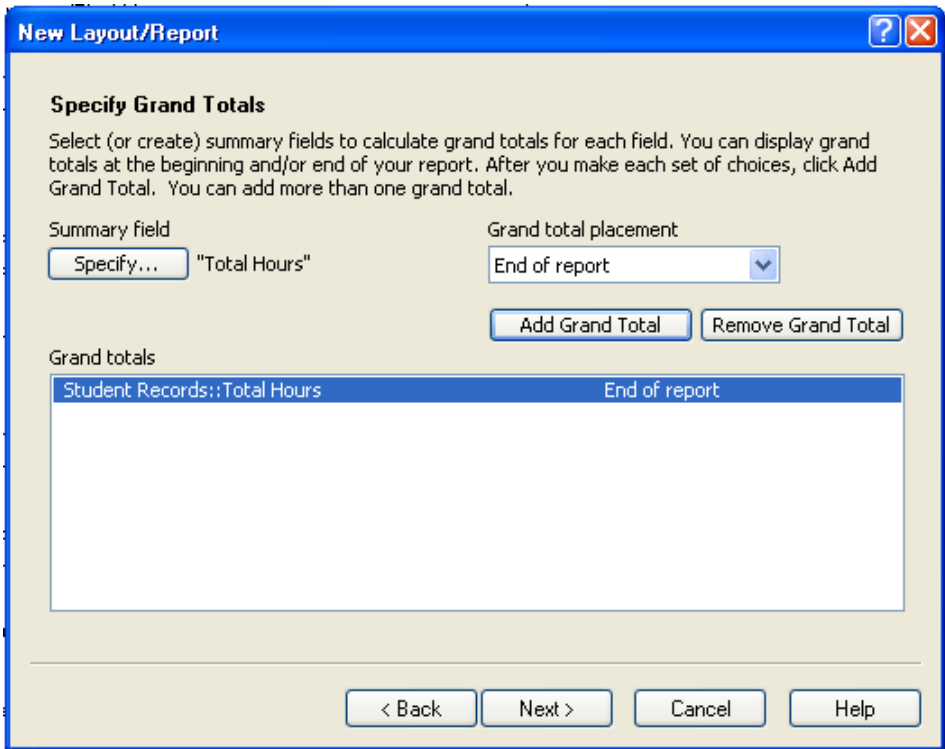 New Layout/Report
Specify Grand Totals
Select (or create) summary fields to calculate grand totals for each field. You can display grand
totals at the beginning and/or end of your report. After you make each set of choices, click Add
Grand Total. You can add more than one grand total.
Summary field
Grand total placement
Specify... "Total Hours"
End of report
Add Grand Total
Remove Grand Total
Grand totals
Student Records::Total Hours End of report
< Back
Next >
Cancel
Help